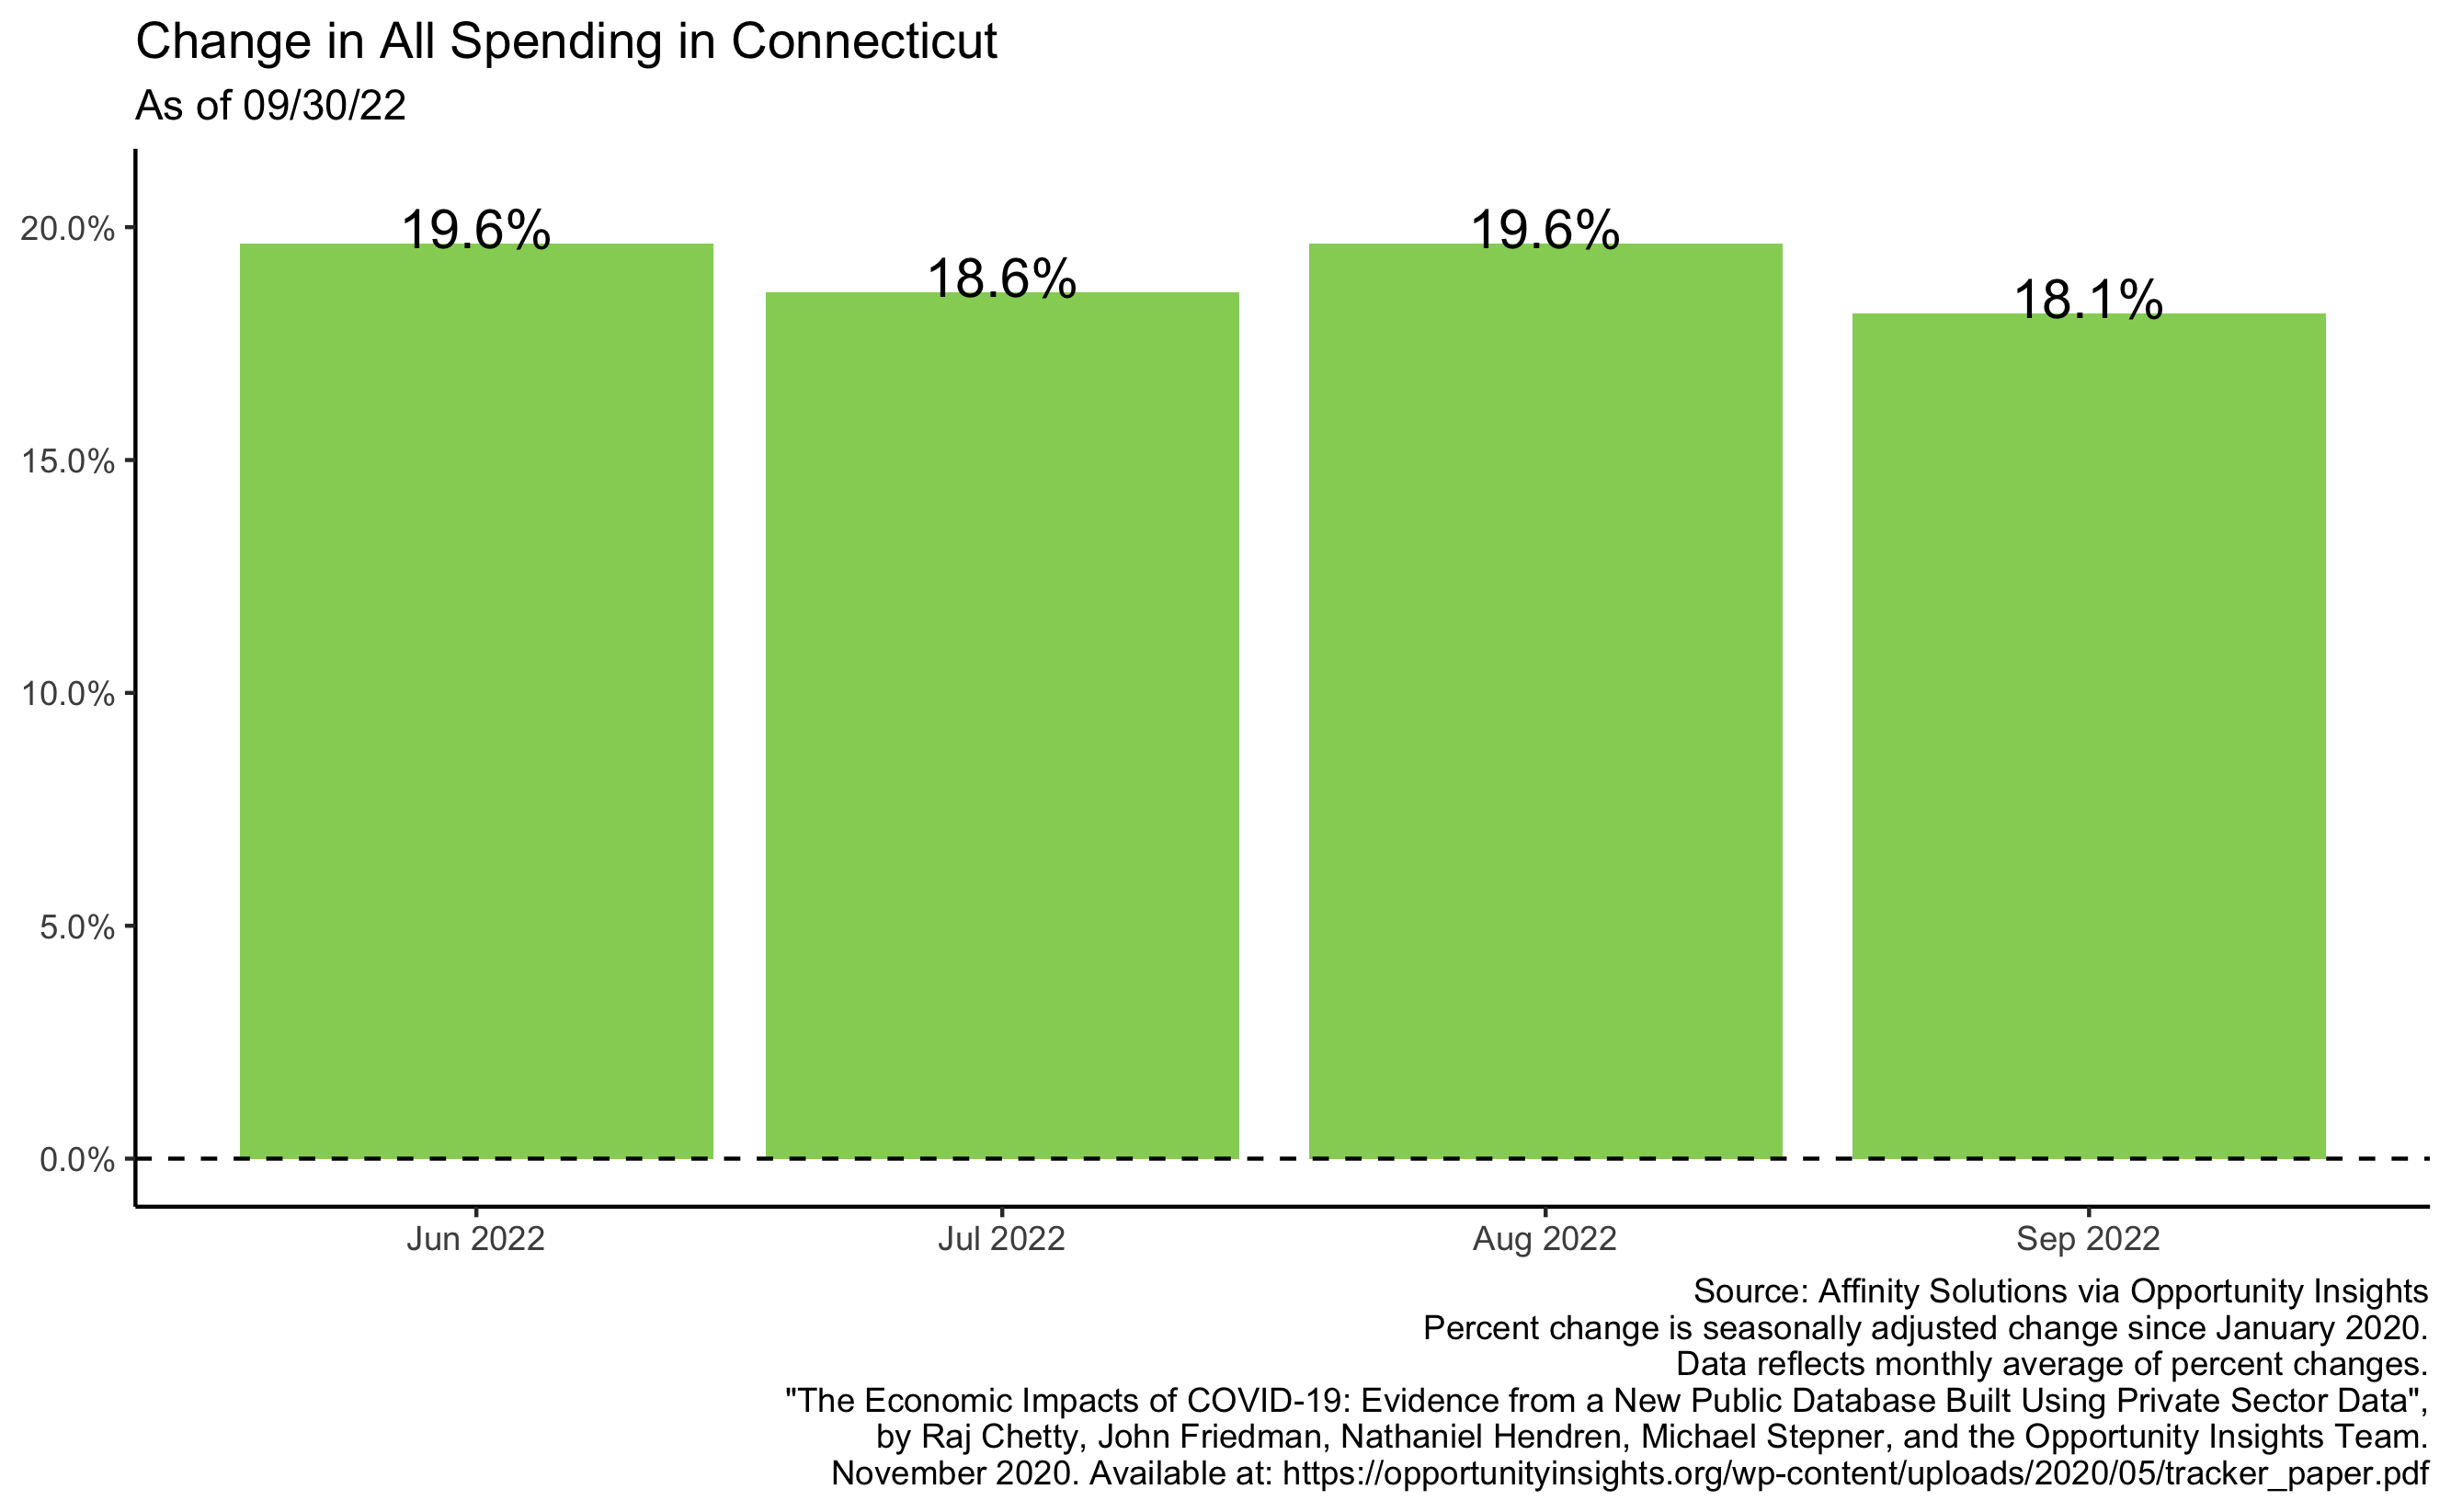 Change in All Spending in Connecticut
As of 09/30/22
20.0%
15.0%
10.0%
5.0%
0.0%
19.6%
18.6%
19.6%
18.1%
Jun 2022
Jul 2022
Aug 2022
Sep 2022
Source: Affinity Solutions via Opportunity Insights
Percent change is seasonally adjusted change since January 2020.
Data reflects monthly average of percent changes.
"The Economic Impacts of COVID-19: Evidence from a New Public Database Built Using Private Sector Data",
by Raj Chetty, John Friedman, Nathaniel Hendren, Michael Stepner, and the Opportunity Insights Team.
November 2020. Available at: https://opportunityinsights.org/wp-content/uploads/2020/05/tracker_paper.pdf